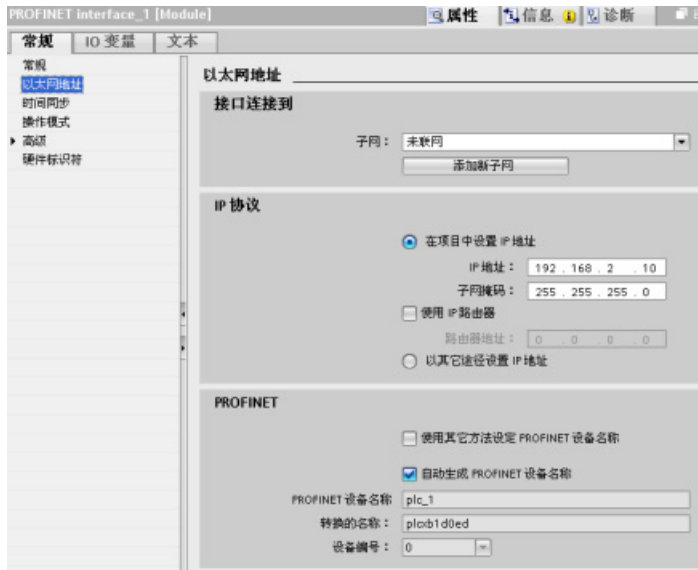 PROFINET interface_1 [Module]
属性 信息 诊断
常规 IO 变量 文本
常规
以太网地址
时间同步
操作模式
高级
硬件标识符
以太网地址
接口连接到
子网： 未联网
添加新子网
IP 协议
在项目中设置 IP 地址
IP 地址： 192 . 168 . 2 . 10
子网掩码： 255 . 255 . 255 . 0
使用 IP 路由器
路由器地址： 0 . 0 . 0 . 0
以其它途径设置 IP 地址
PROFINET
使用其它方法设定 PROFINET 设备名称
自动生成 PROFINET 设备名称
PROFINET 设备名称 plc_1
转换的名称： plcxb1d0ed
设备编号： 0